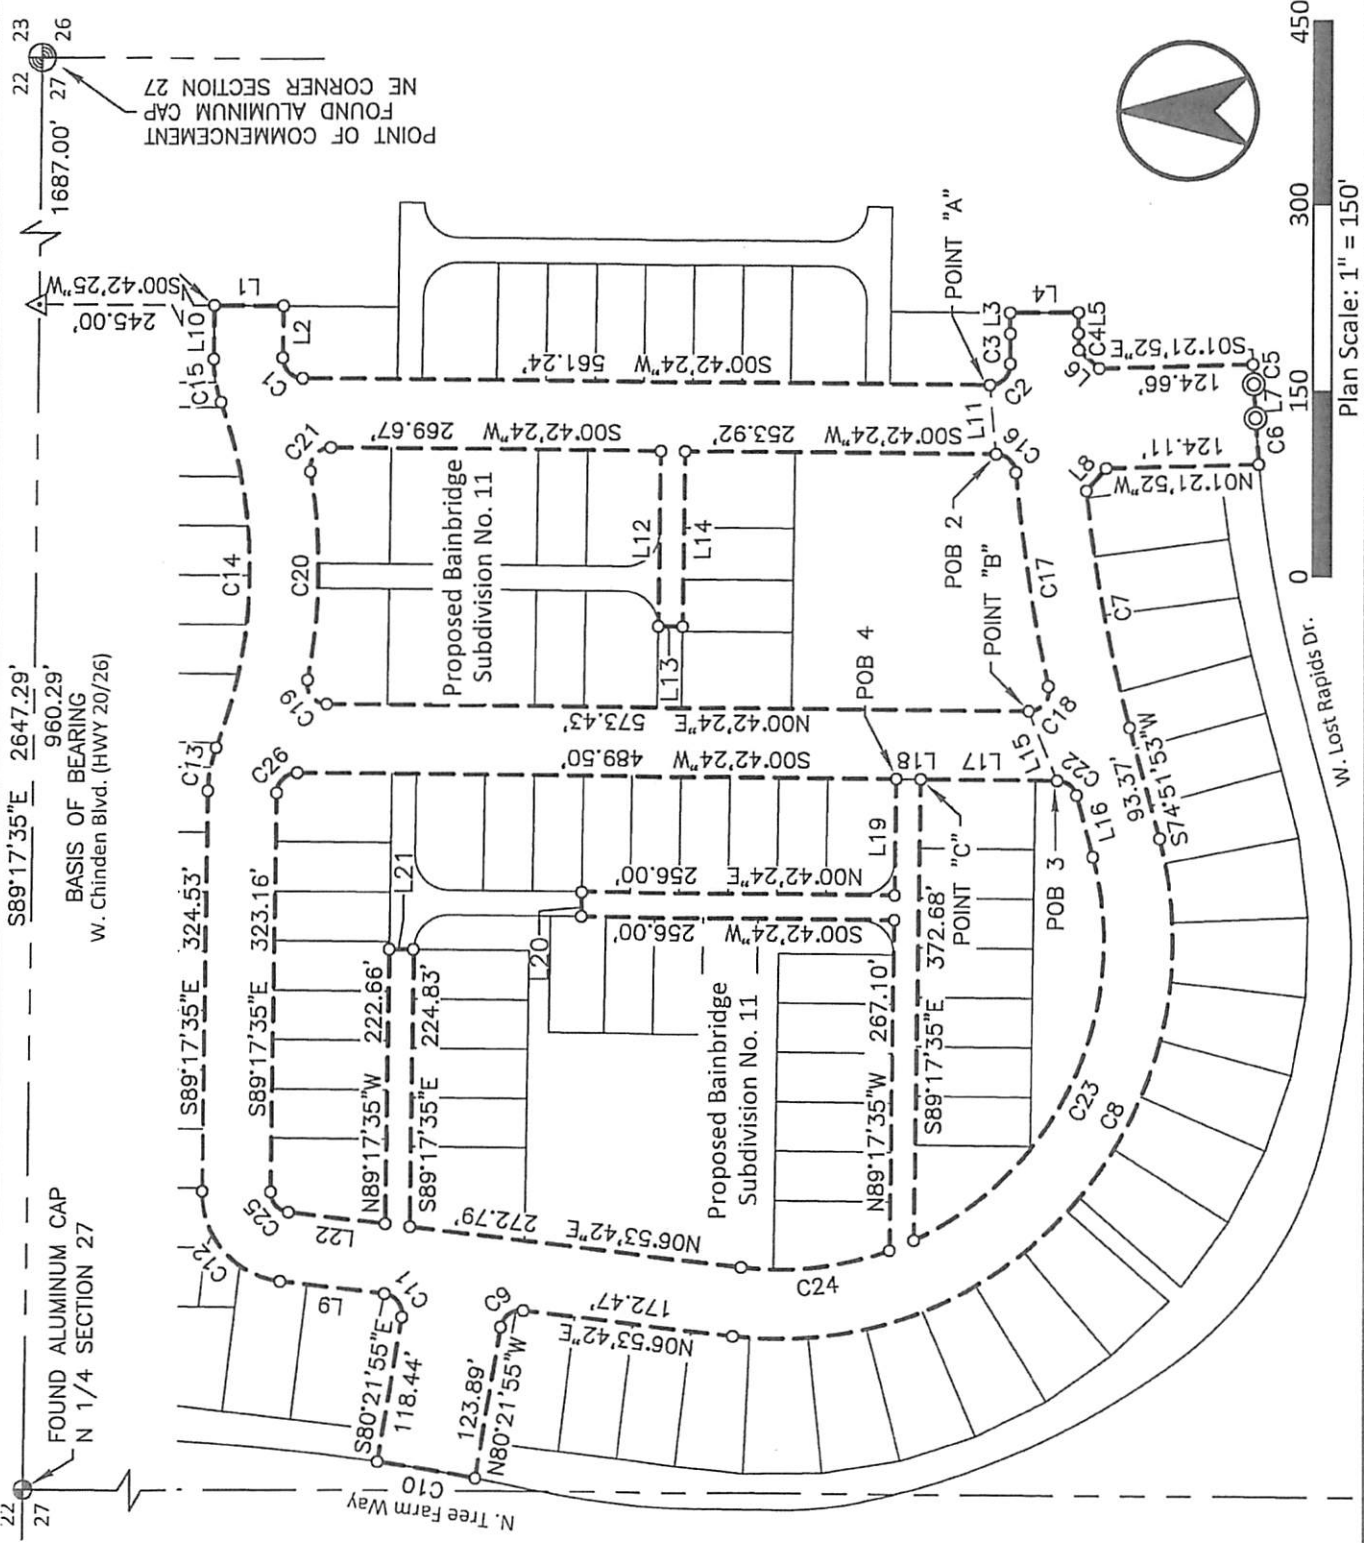 22 23
27 26
1687.00'
POINT OF COMMENCEMENT
FOUND ALUMINUM CAP
NE CORNER SECTION 27
S89°17'35"E 2647.29'
960.29'
BASIS OF BEARING
W. Chinden Blvd. (HWY 20/26)
22
27
FOUND ALUMINUM CAP
N 1/4 SECTION 27
S00°42'25"W
245.00'
L10
L1
L2
C15
C1
C14
C13
S89°17'35"E 324.53'
C12
S00°42'24"W 561.24'
C21
C20
C19
S00°42'24"W 269.67'
Proposed Bainbridge
Subdivision No. 11
L12
L13
L14
S00°42'24"W 253.92'
N00°42'24"E 573.43'
POINT "A"
L11
C16
C2
C3
L3
L4
C4
L5
L6
S01°21'52"E
124.66'
C5
L7
C6
124.11'
N01°21'52"W
L8
POB 2
POINT "B"
C17
C18
C7
POB 4
L15
S00°42'24"W 489.50'
C26
S89°17'35"E 323.16'
C25
L22
L21
N89°17'35"W 222.66'
S89°17'35"E 224.83'
L20
N00°42'24"E 256.00'
S00°42'24"W 256.00'
L19
L18
L17
POINT "C"
POB 3
C22
L16
93.37'
S74°51'53"W
Proposed Bainbridge
Subdivision No. 11
N89°17'35"W 267.10'
S89°17'35"E 372.68'
N06°53'42"E 272.79'
C24
C23
C8
L9
C11
S80°21'55"E
118.44'
C10
C9
123.89'
N80°21'55"W
N06°53'42"E
172.47'
N. Tree Farm Way
W. Lost Rapids Dr.
0 150 300 450
Plan Scale: 1" = 150'